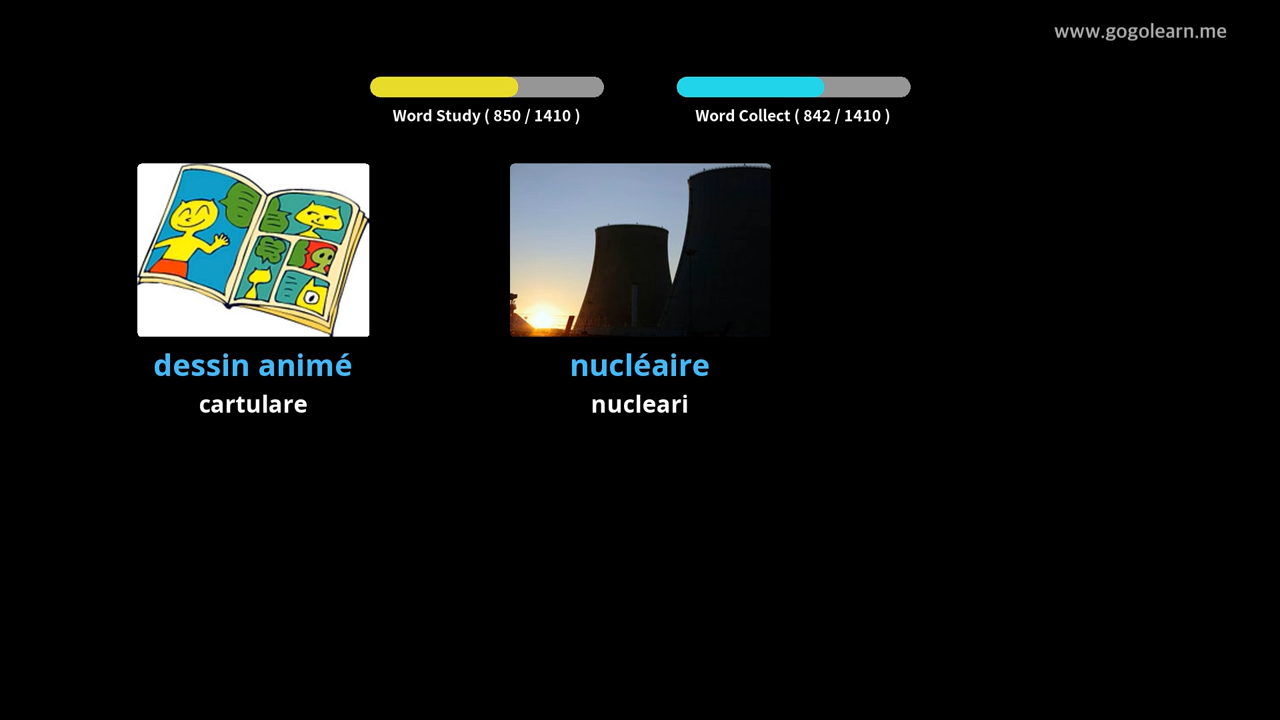 www.gogolearn.me
Word Study ( 850 / 1410 )
Word Collect ( 842 / 1410 )
dessin animé
cartulare
nucléaire
nucleari